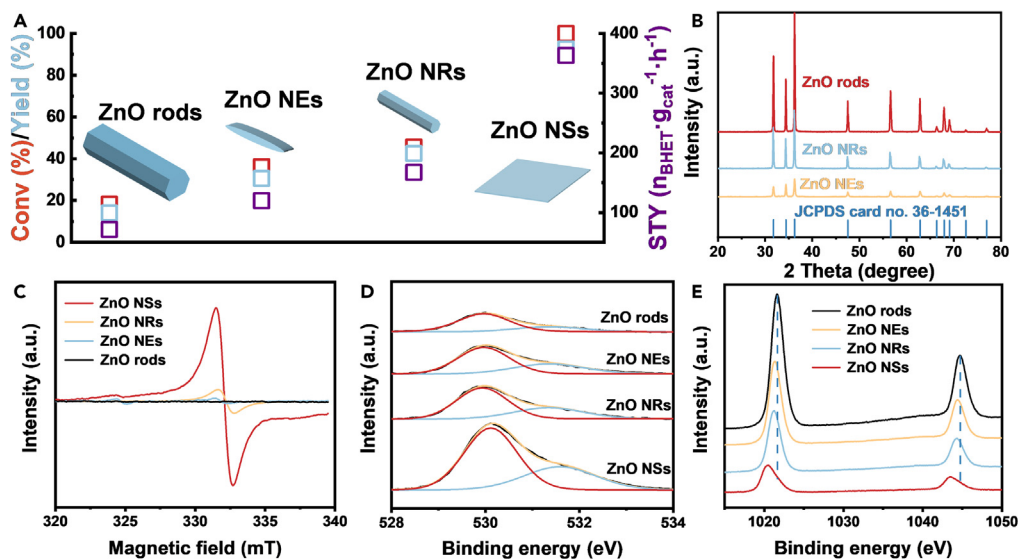 A
Conv (%)/Yield (%)
100
80
60
40
20
0
ZnO rods
ZnO NEs
ZnO NRs
ZnO NSs
400
300
200
100
STY (n_BHET·g_cat⁻¹·h⁻¹)
B
Intensity (a.u.)
ZnO rods
ZnO NRs
ZnO NEs
JCPDS card no. 36-1451
20 30 40 50 60 70 80
2 Theta (degree)
C
Intensity (a.u.)
ZnO NSs
ZnO NRs
ZnO NEs
ZnO rods
320 325 330 335 340
Magnetic field (mT)
D
Intensity (a.u.)
ZnO rods
ZnO NEs
ZnO NRs
ZnO NSs
528 530 532 534
Binding energy (eV)
E
Intensity (a.u.)
ZnO rods
ZnO NEs
ZnO NRs
ZnO NSs
1020 1030 1040 1050
Binding energy (eV)